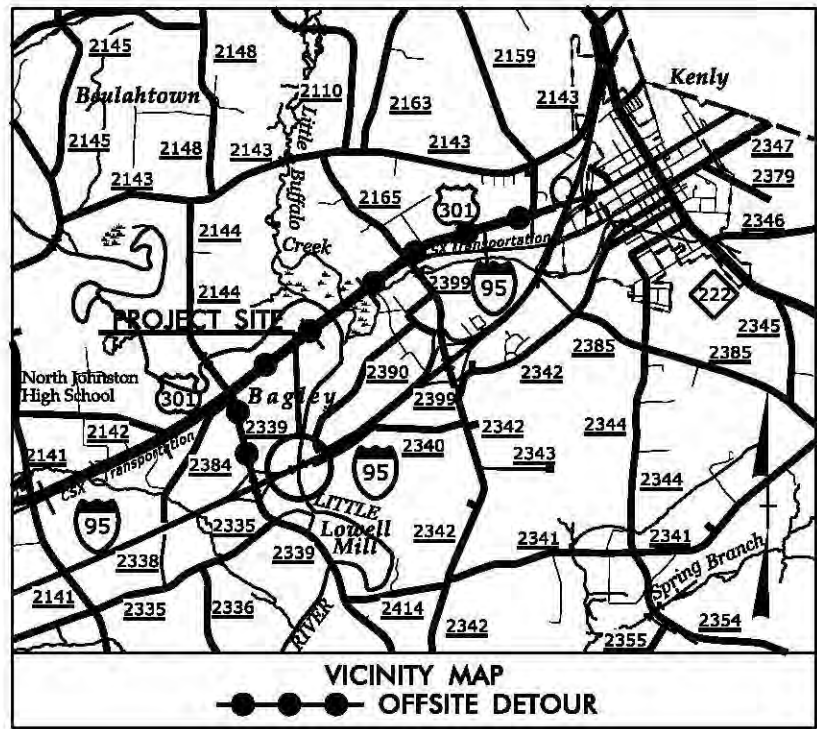 2145
2148
2159
Kenly
Beulahtown
2110
Little
Buffalo
Creek
2163
2143
2145
2148
2143
2143
2347
2143
2379
2165
301
2346
2144
CSX Transportation
2399
95
222
2144
PROJECT SITE
2345
2385
2385
North Johnston
High School
301
2390
2342
Bagley
2399
2142
2339
2344
2342
2141
CSX Transportation
2384
2340
2343
95
2344
95
LITTLE
RIVER
2335
Lowell
Mill
2342
2341
2341
2338
2339
Spring Branch
2141
2335
2336
2414
2342
2354
2355
VICINITY MAP
OFFSITE DETOUR